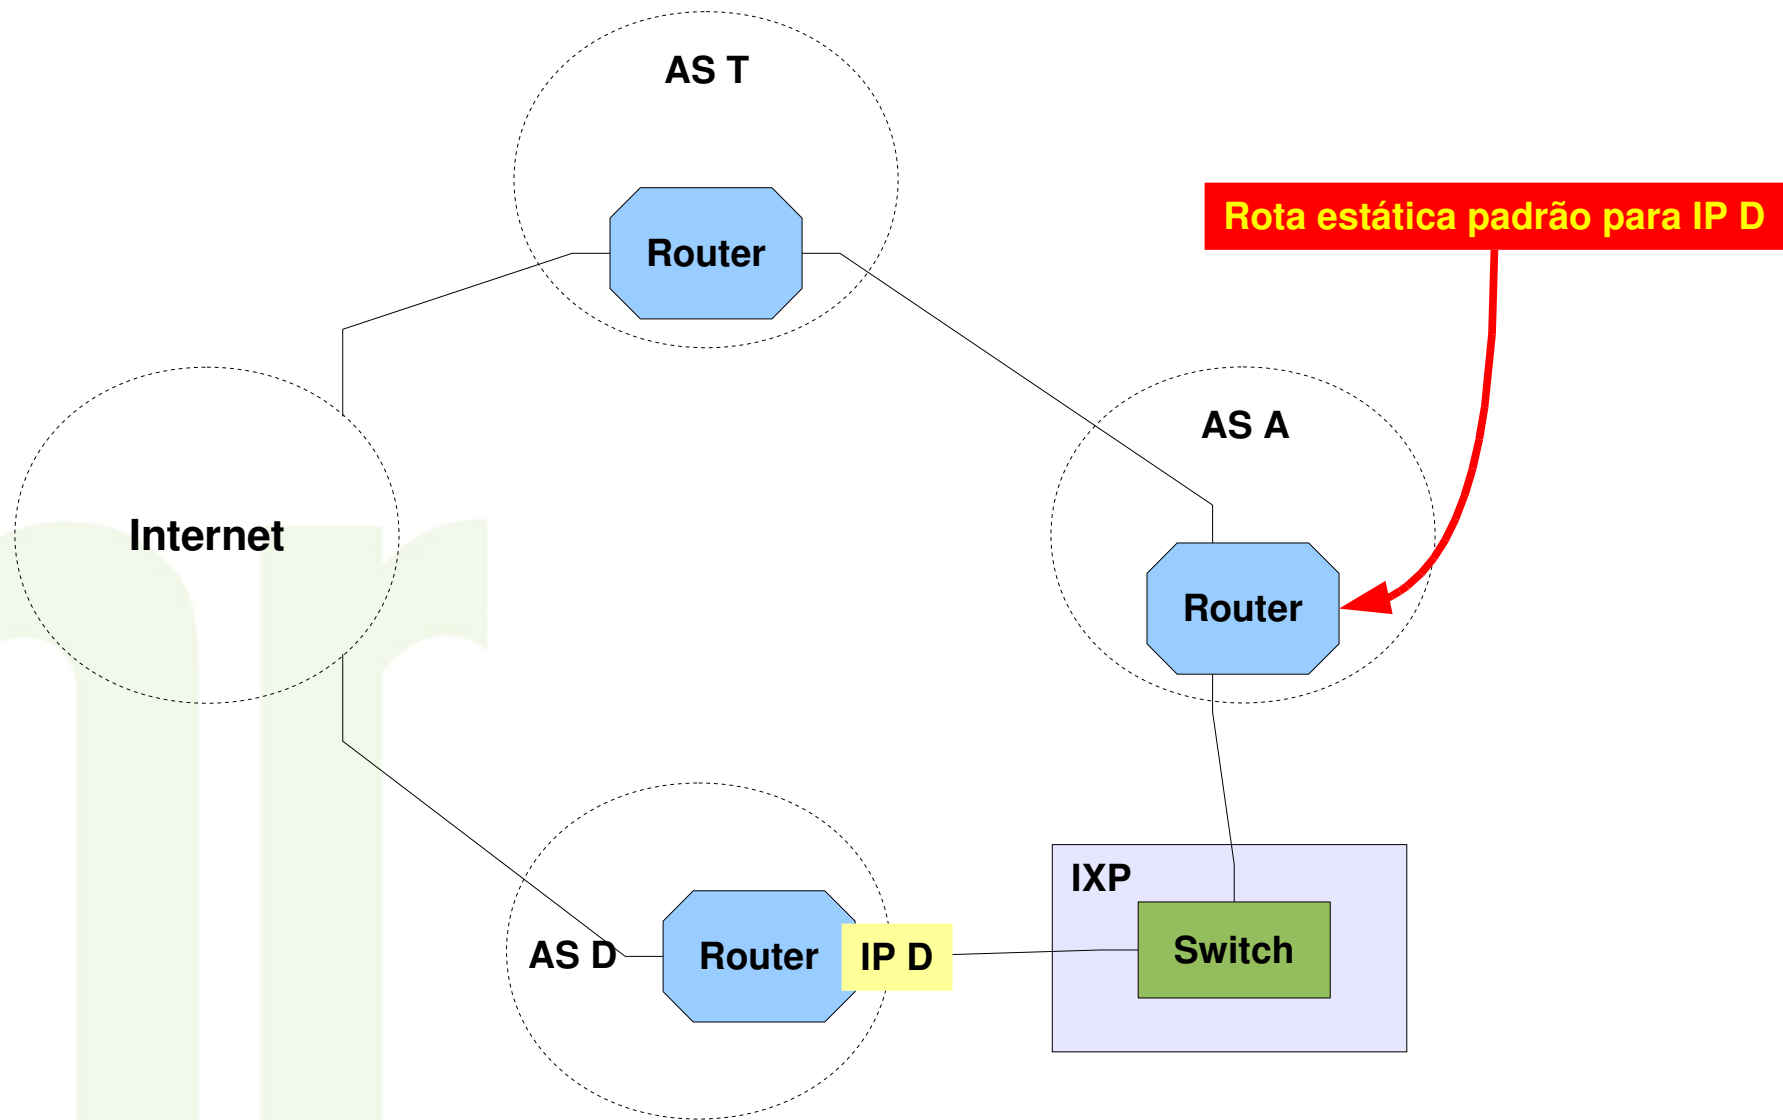 AS T
Router
Rota estática padrão para IP D
AS A
Router
Internet
IXP
Switch
AS D
Router
IP D